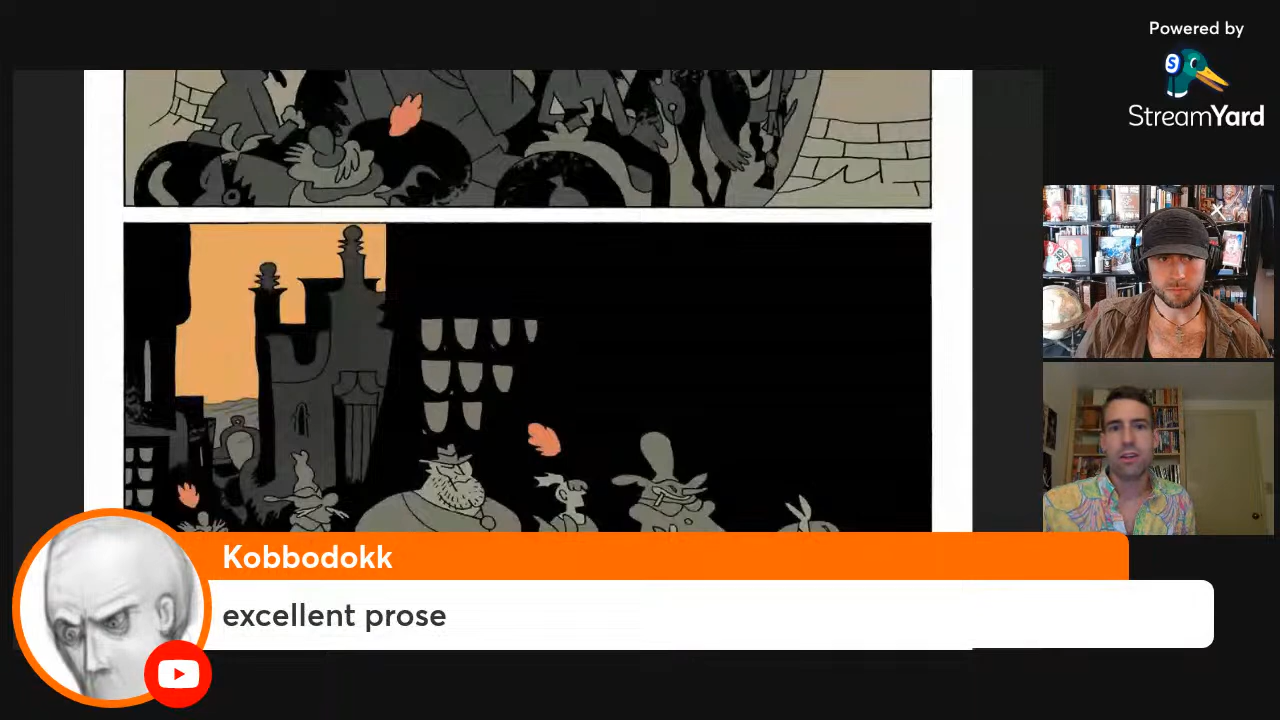 Powered by
S
StreamYard
Kobbodokk
excellent prose